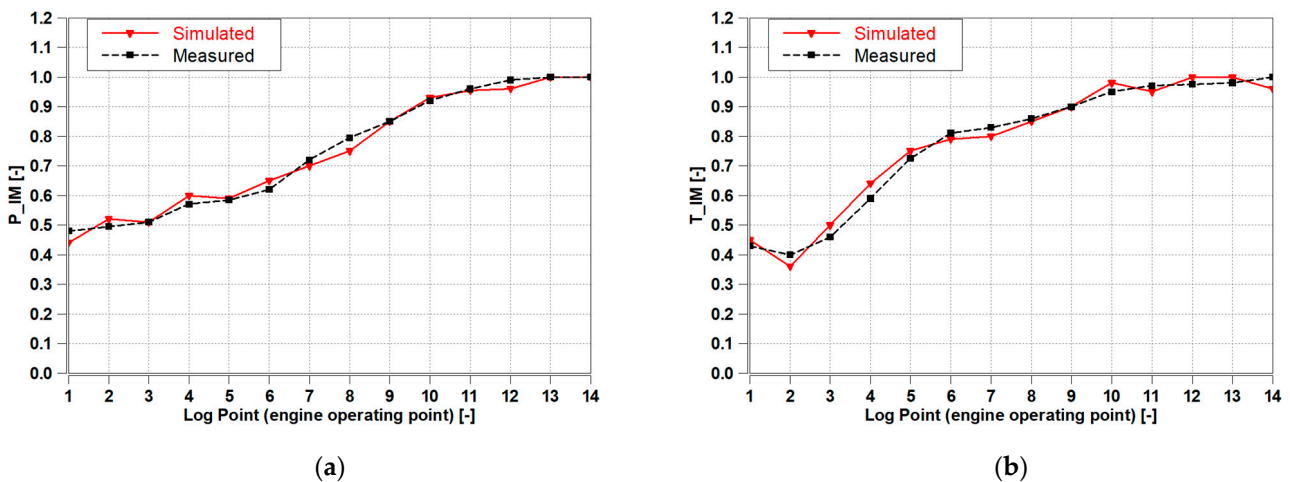 1.2
1.1
1.0
0.9
0.8
0.7
0.6
0.5
0.4
0.3
0.2
0.1
0.0
P_IM [-]
Simulated
Measured
1 2 3 4 5 6 7 8 9 10 11 12 13 14
Log Point (engine operating point) [-]
(a)
1.2
1.1
1.0
0.9
0.8
0.7
0.6
0.5
0.4
0.3
0.2
0.1
0.0
T_IM [-]
Simulated
Measured
1 2 3 4 5 6 7 8 9 10 11 12 13 14
Log Point (engine operating point) [-]
(b)